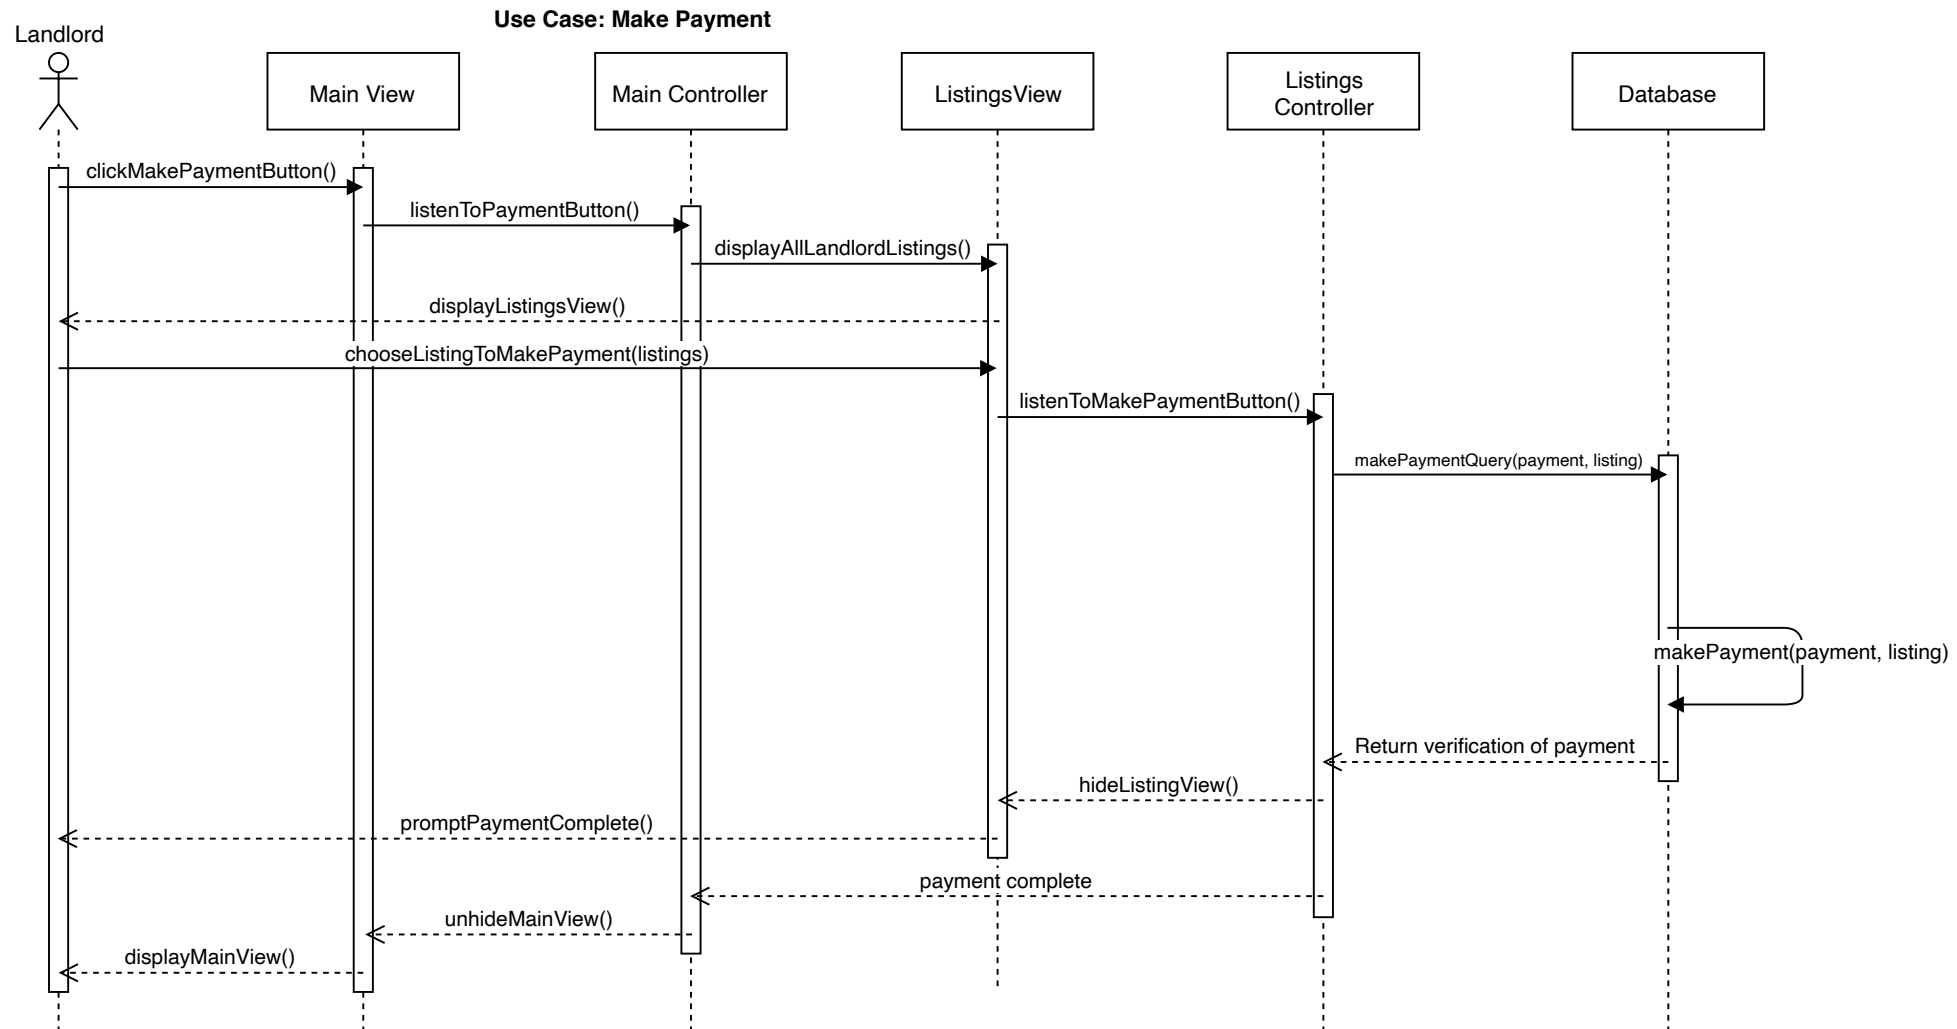 Use Case: Make Payment
Landlord
Main View
Main Controller
ListingsView
Listings
Controller
Database
clickMakePaymentButton()
listenToPaymentButton()
displayAllLandlordListings()
displayListingsView()
chooseListingToMakePayment(listings)
listenToMakePaymentButton()
makePaymentQuery(payment, listing)
makePayment(payment, listing)
Return verification of payment
hideListingView()
promptPaymentComplete()
payment complete
unhideMainView()
displayMainView()